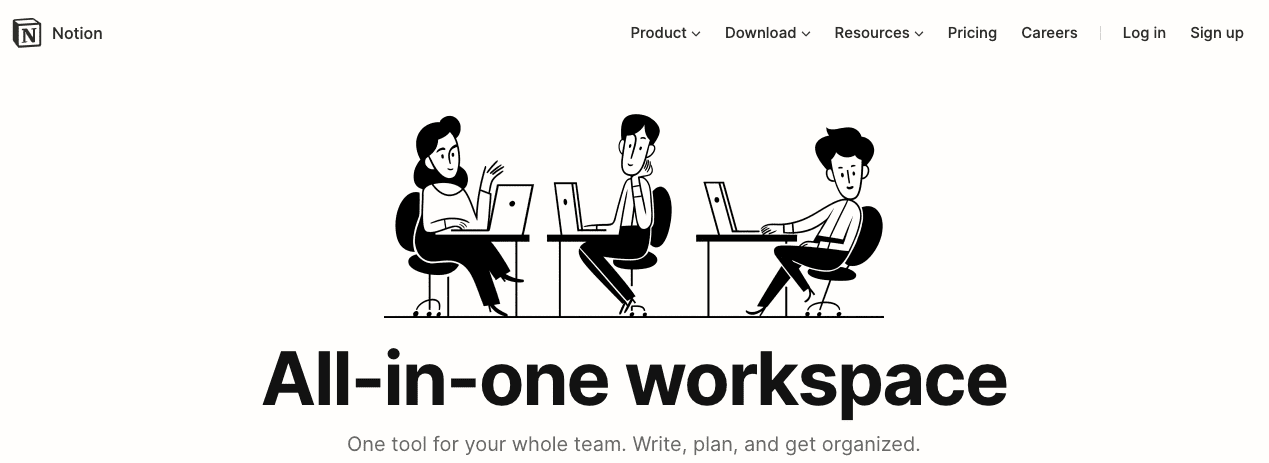 Notion Product Download Resources Pricing Careers Log in Sign up
All-in-one workspace
One tool for your whole team. Write, plan, and get organized.